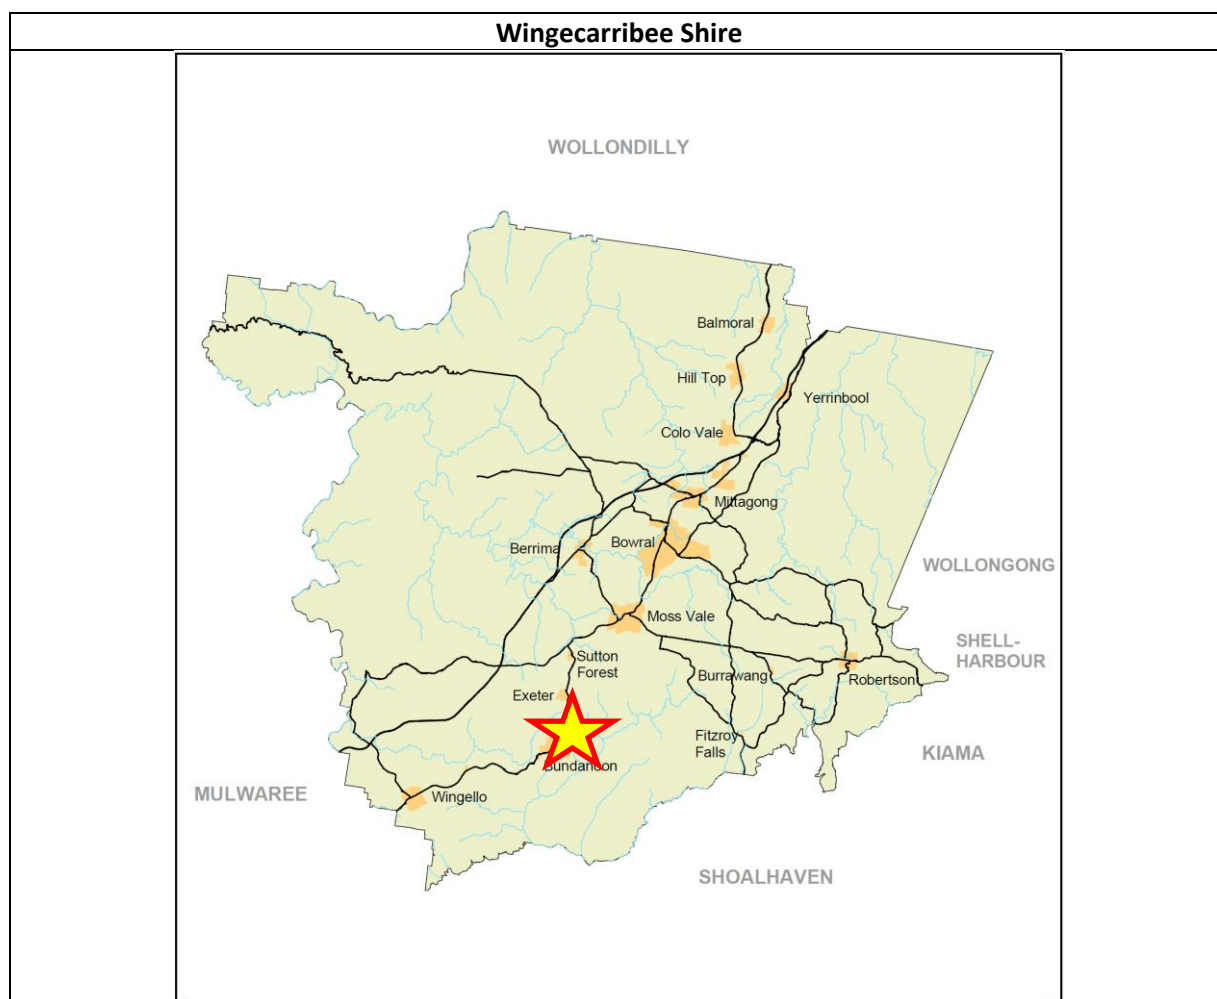 Wingecarribee Shire
WOLLONDILLY
Balmoral
Hill Top
Yerrinbool
Colo Vale
Mittagong
Bowral
Berrima
WOLLONGONG
Moss Vale
SHELL-
HARBOUR
Sutton
Forest
Burrawang
Robertson
Exeter
Fitzroy
Falls
KIAMA
Bundanoon
MULWAREE
Wingello
SHOALHAVEN